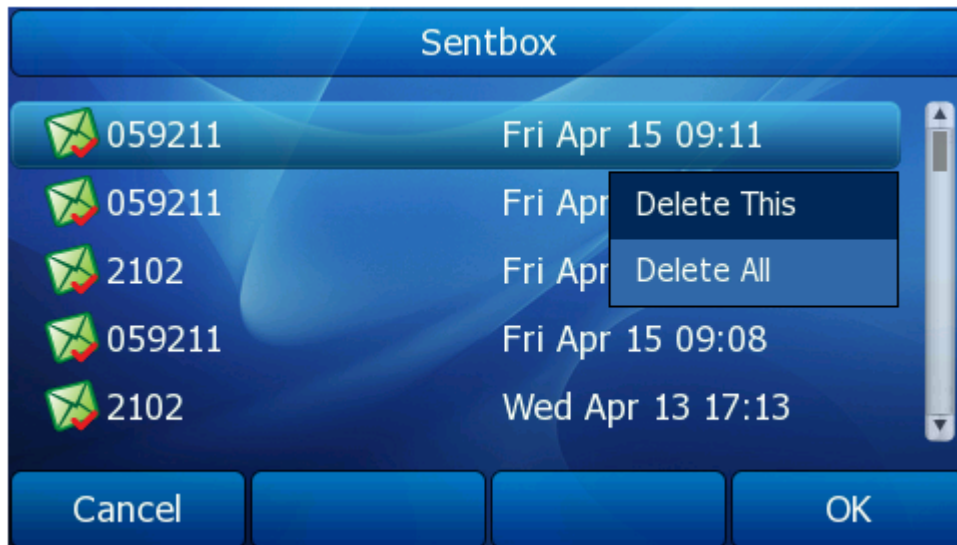 Sentbox
059211 Fri Apr 15 09:11
059211 Fri Apr
Delete This
2102 Fri Apr
Delete All
059211 Fri Apr 15 09:08
2102 Wed Apr 13 17:13
Cancel OK